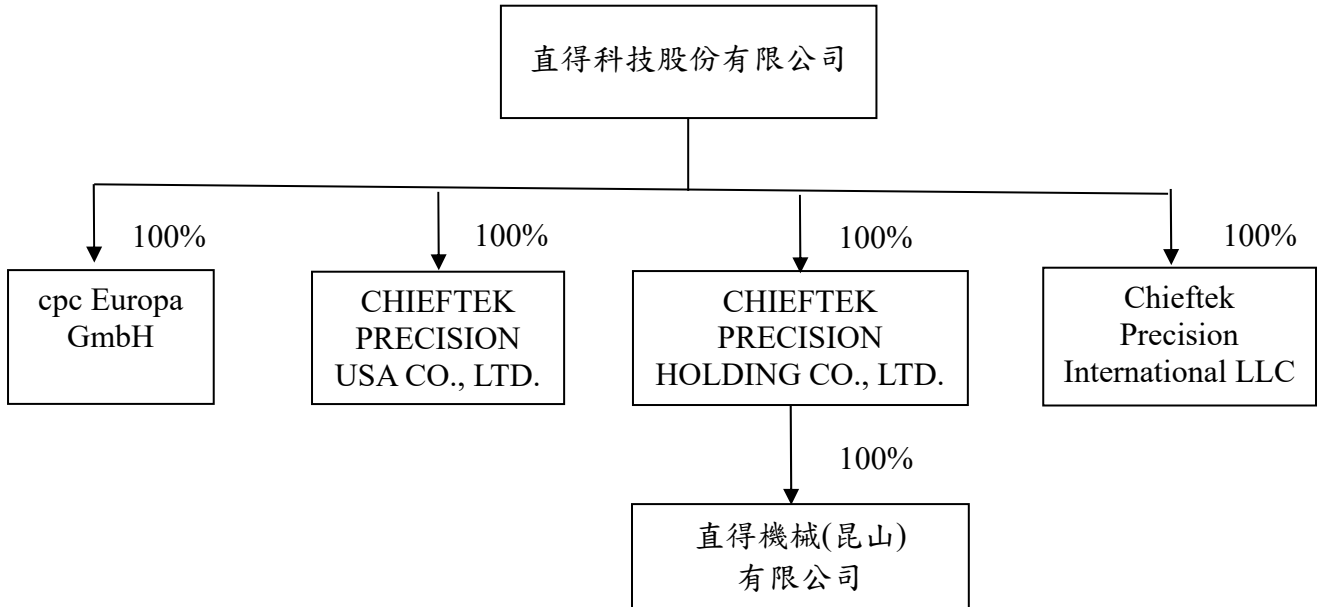 直得科技股份有限公司
100%
100%
100%
100%
cpc Europa
GmbH
CHIEFTEK
PRECISION
USA CO., LTD.
CHIEFTEK
PRECISION
HOLDING CO., LTD.
Chieftek
Precision
International LLC
100%
直得機械(昆山)
有限公司